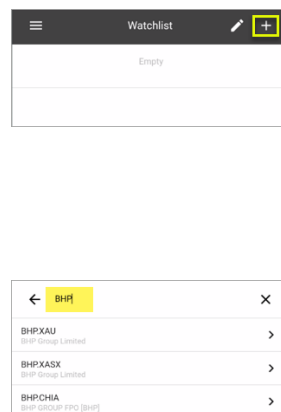 Watchlist
Empty
BHP
BHP.XAU
BHP Group Limited
BHP.XASX
BHP Group Limited
BHP.CHIA
BHP GROUP FPO [BHP]